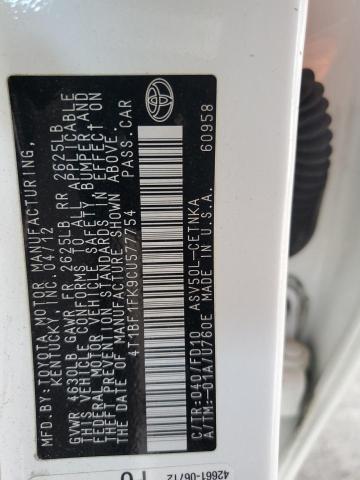 MFD.BY:TOYOTA MOTOR MANUFACTURING,
KENTUCKY, INC. 04/12
GVWR 4630LB GAWR FR 2625LB RR 2625LB
THIS VEHICLE CONFORMS TO ALL APPLICABLE
FEDERAL MOTOR VEHICLE SAFETY, BUMPER, AND
THEFT PREVENTION STANDARDS IN EFFECT ON
THE DATE OF MANUFACTURE SHOWN ABOVE.
4T1BF1FK9CU577754 PASS.CAR
C/TR:040/FD10 ASV50L-CETNKA
A/TM:-01A/U760E MADE IN U.S.A.
60958
42661-06712